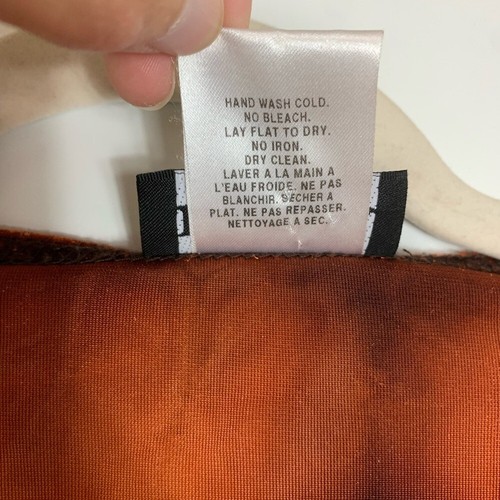 HAND WASH COLD.
NO BLEACH.
LAY FLAT TO DRY.
NO IRON.
DRY CLEAN.
LAVER A LA MAIN A
L'EAU FROIDE. NE PAS
BLANCHIR. SECHER A
PLAT. NE PAS REPASSER.
NETTOYAGE A SEC.